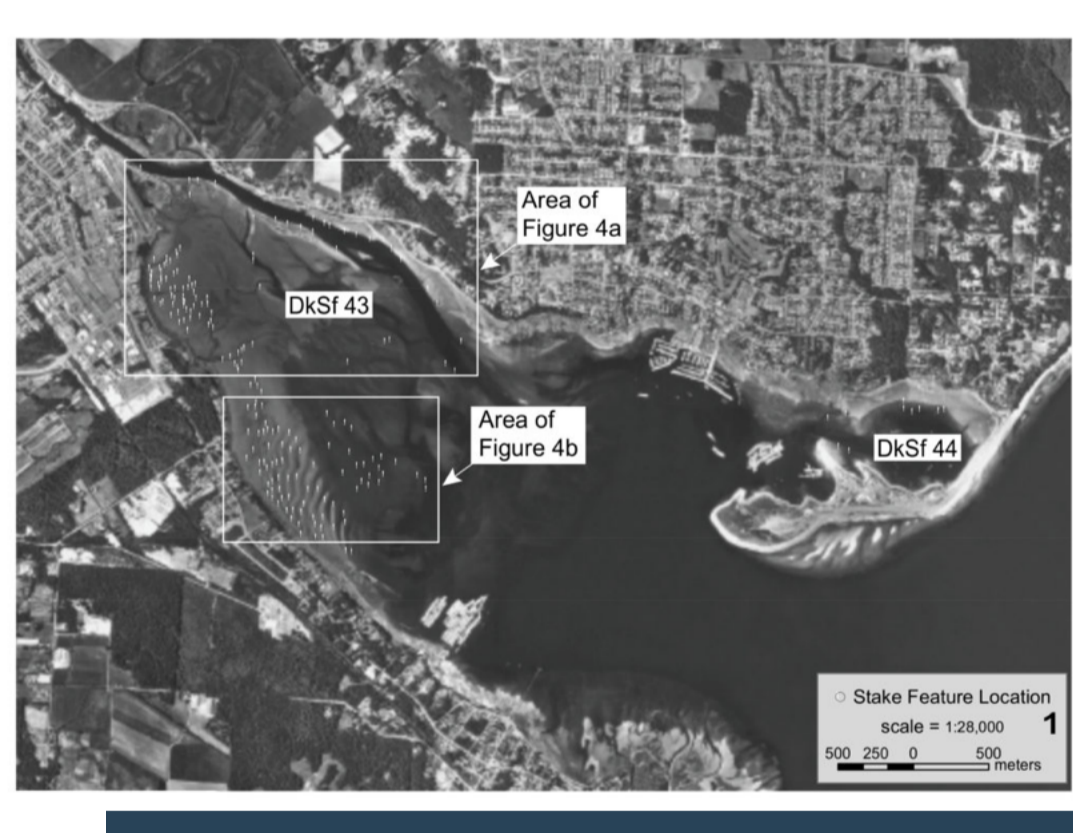 Area of
Figure 4a
DkSf 43
Area of
Figure 4b
DkSf 44
Stake Feature Location
scale = 1:28,000
1
500 250 0 500
meters